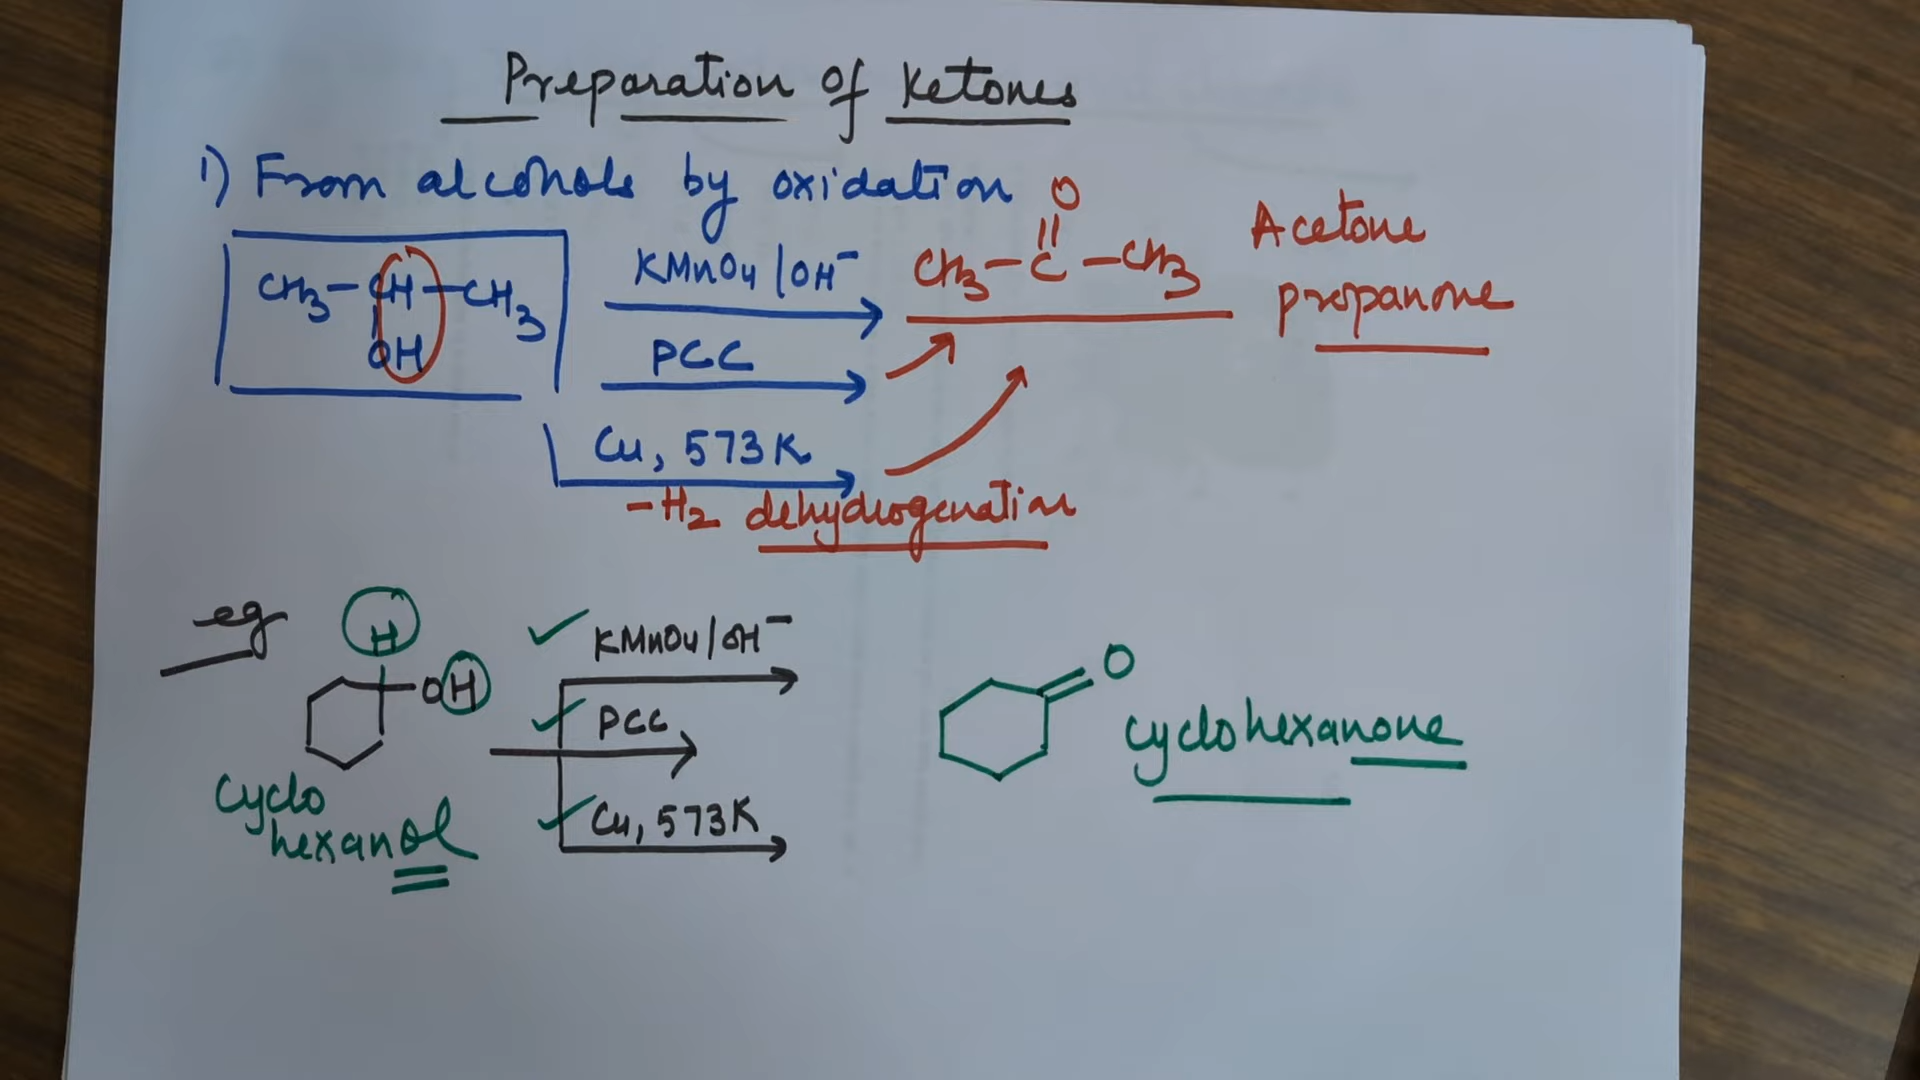 Preparation of Ketones
1) From alcohols by oxidation
CH3-CH-CH3
OH
KMnO4/OH⁻
PCC
Cu, 573K
-H2 dehydrogenation
O
CH3-C-CH3
Acetone
propanone
eg
H
OH
Cyclo
hexanol
KMnO4/OH⁻
PCC
Cu, 573K
O
cyclohexanone